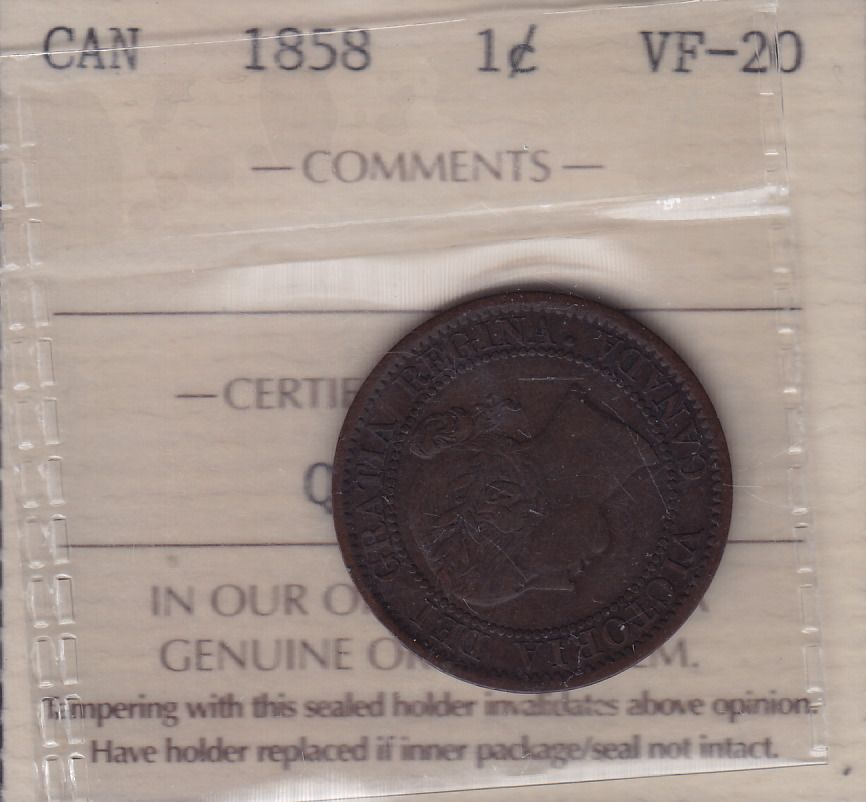 CAN 1858 1¢ VF-20
— COMMENTS —
— CERTIF
Q
IN OUR O
GENUINE O M.
Tampering with this sealed holder invalidates above opinion.
Have holder replaced if inner package/seal not intact.
VICTORIA DEI GRATIA REGINA. CANADA